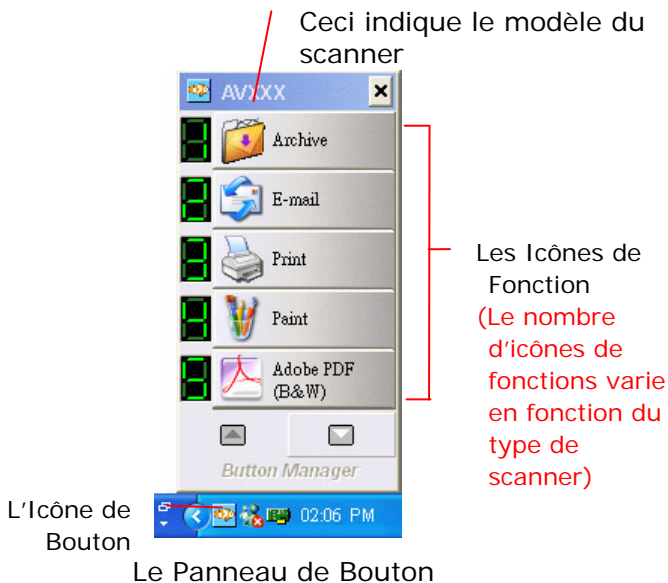 Ceci indique le modèle du
scanner
AVXXX
Archive
E-mail
Print
Paint
Adobe PDF
(B&W)
Button Manager
Les Icônes de
Fonction
(Le nombre
d'icônes de
fonctions varie
en fonction du
type de
scanner)
L'Icône de
Bouton
02:06 PM
Le Panneau de Bouton